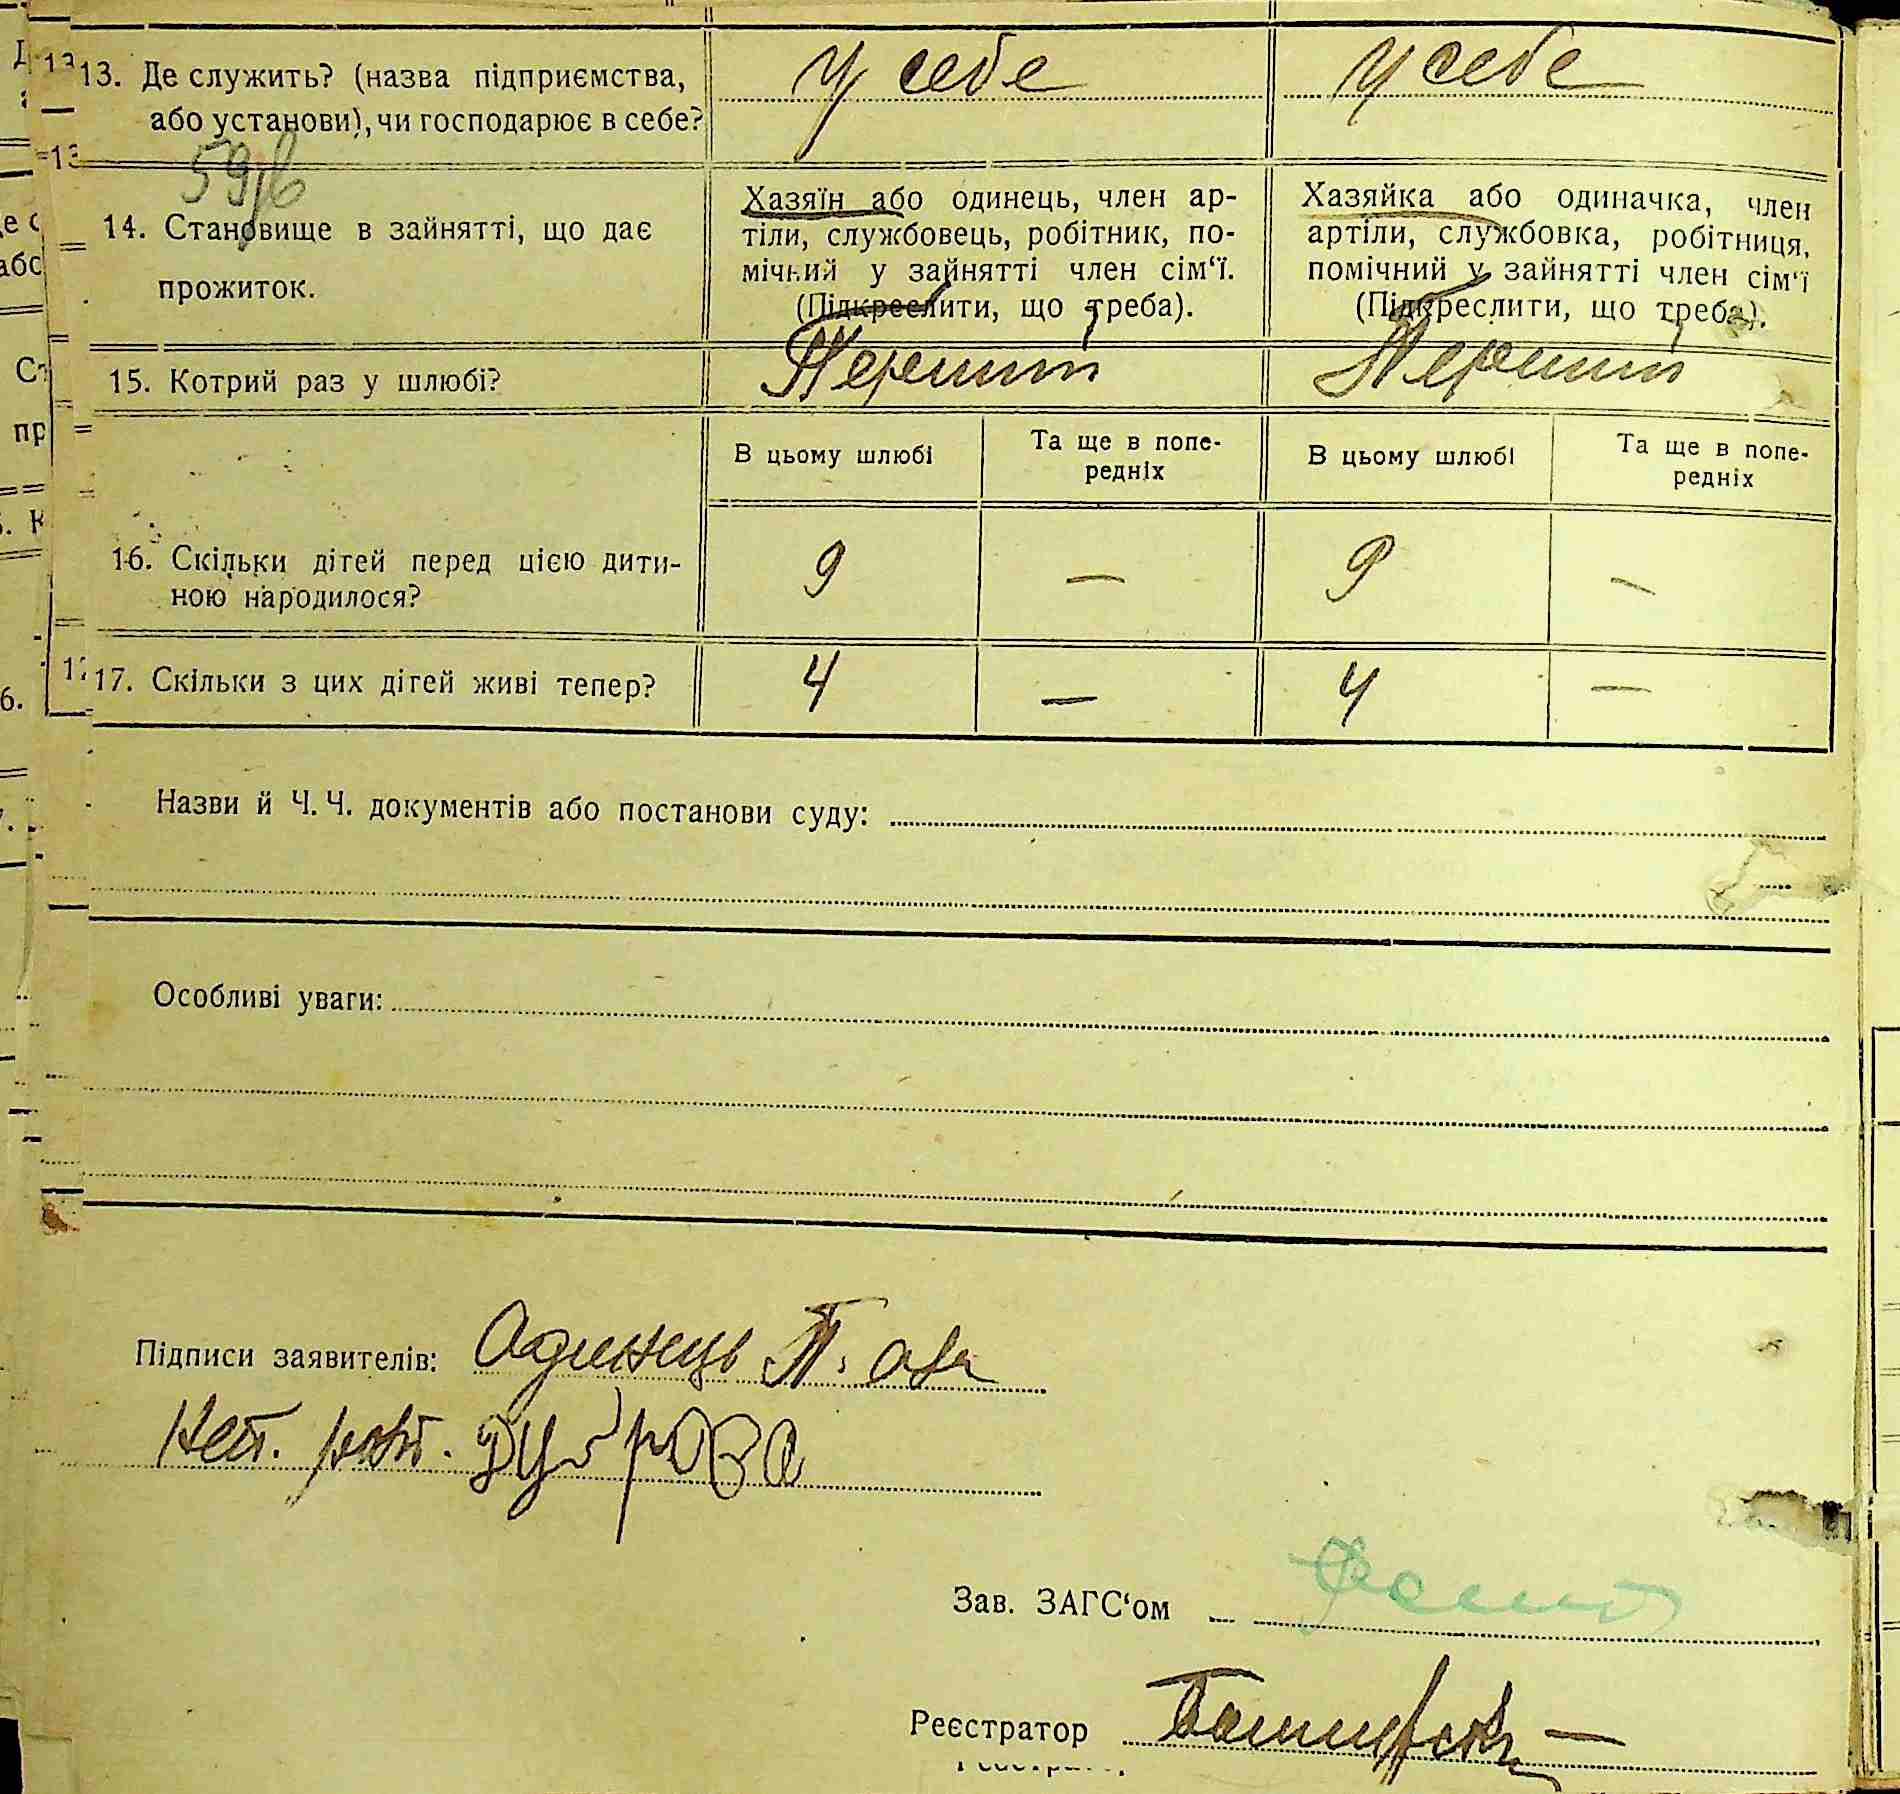 13. Де служить? (назва підприємства, або установи), чи господарює в себе?
у себе
у себе
59
14. Становище в зайнятті, що дає прожиток.
Хазяїн або одинець, член ар-
тілі, службовець, робітник, по-
мічний у зайнятті член сім‘ї.
(Підкреслити, що треба).
Хазяйка або одиначка, член
артіли, службовка, робітниця,
помічний у зайнятті член сім‘ї
(Підкреслити, що треба).
15. Котрий раз у шлюбі?
Перший
Перший
В цьому шлюбі
Та ще в попе-
редніх
В цьому шлюбі
Та ще в попе-
редніх
16. Скільки дітей перед цією дити-
ною народилося?
9 — 9 —
17. Скільки з цих дітей живі тепер?
4 — 4 —
Назви й Ч. Ч. документів або постанови суду:
Особливі уваги:
Підписи заявителів: Одинець П.
Зав. ЗАГС‘ом
Реєстратор